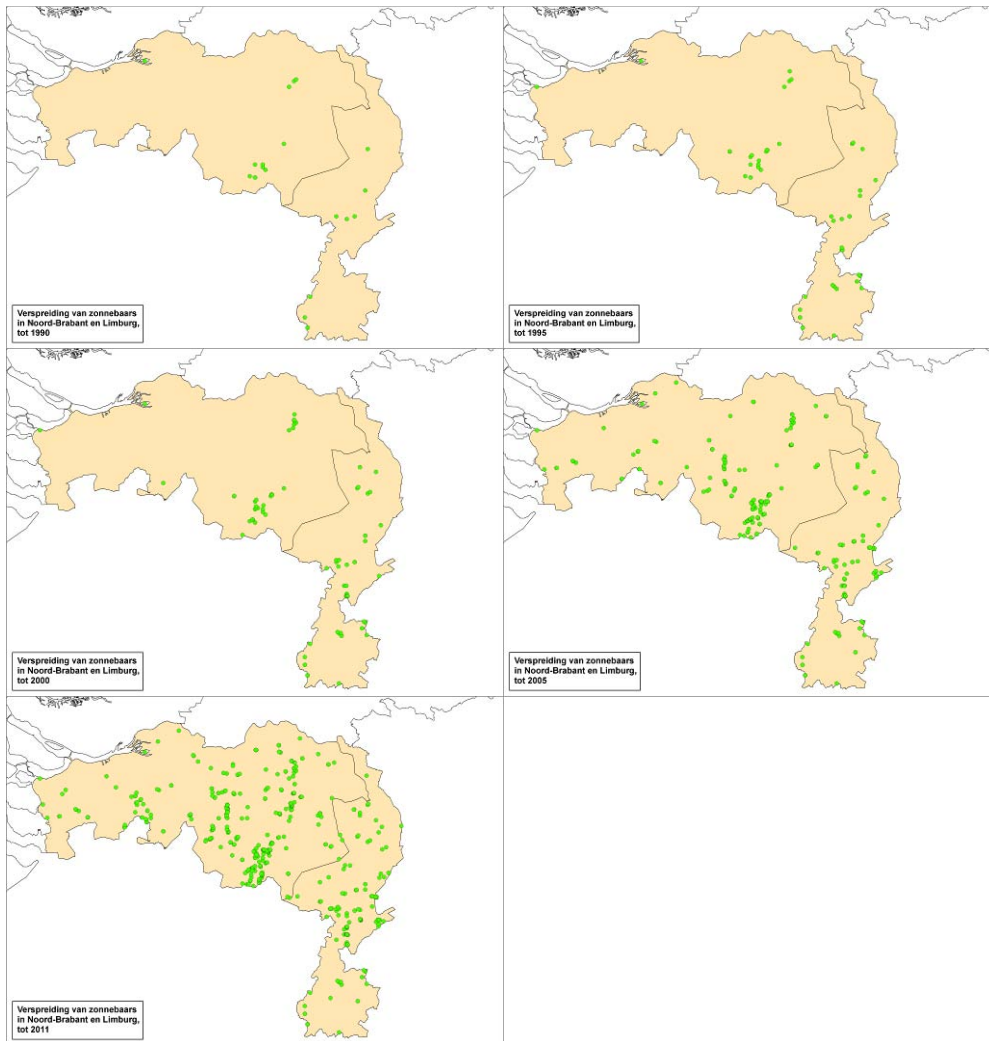 Verspreiding van zonnebaars
in Noord-Brabant en Limburg,
tot 1990
Verspreiding van zonnebaars
in Noord-Brabant en Limburg,
tot 1995
Verspreiding van zonnebaars
in Noord-Brabant en Limburg,
tot 2000
Verspreiding van zonnebaars
in Noord-Brabant en Limburg,
tot 2005
Verspreiding van zonnebaars
in Noord-Brabant en Limburg,
tot 2011